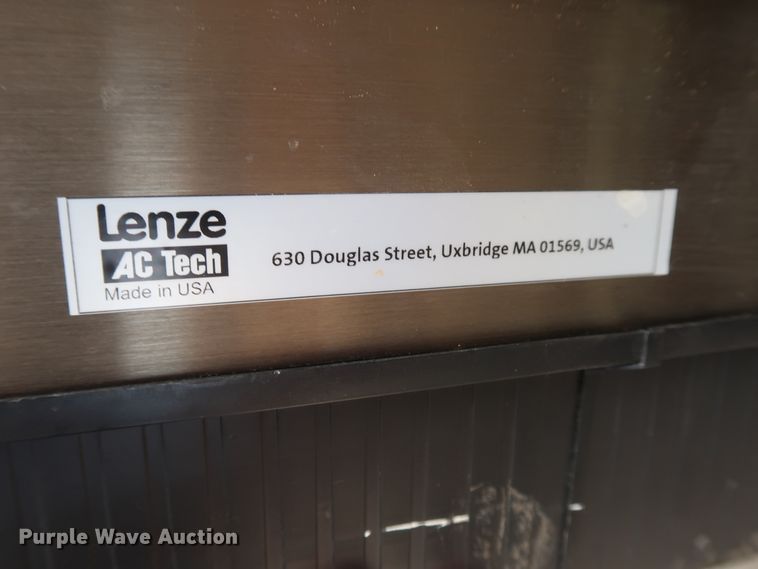 Lenze
AC Tech
Made in USA
630 Douglas Street, Uxbridge MA 01569, USA
Purple Wave Auction